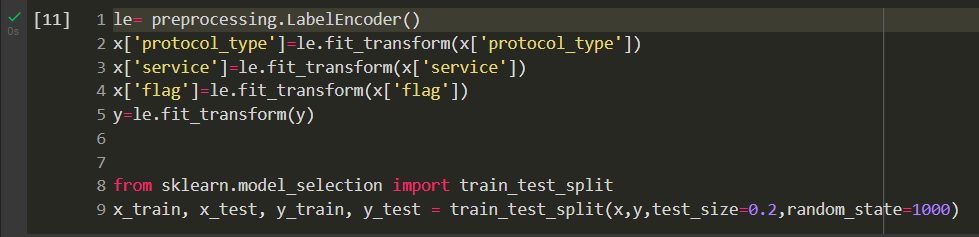 [11] 1 le= preprocessing.LabelEncoder()
0s 2 x['protocol_type']=le.fit_transform(x['protocol_type'])
3 x['service']=le.fit_transform(x['service'])
4 x['flag']=le.fit_transform(x['flag'])
5 y=le.fit_transform(y)
6
7
8 from sklearn.model_selection import train_test_split
9 x_train, x_test, y_train, y_test = train_test_split(x,y,test_size=0.2,random_state=1000)